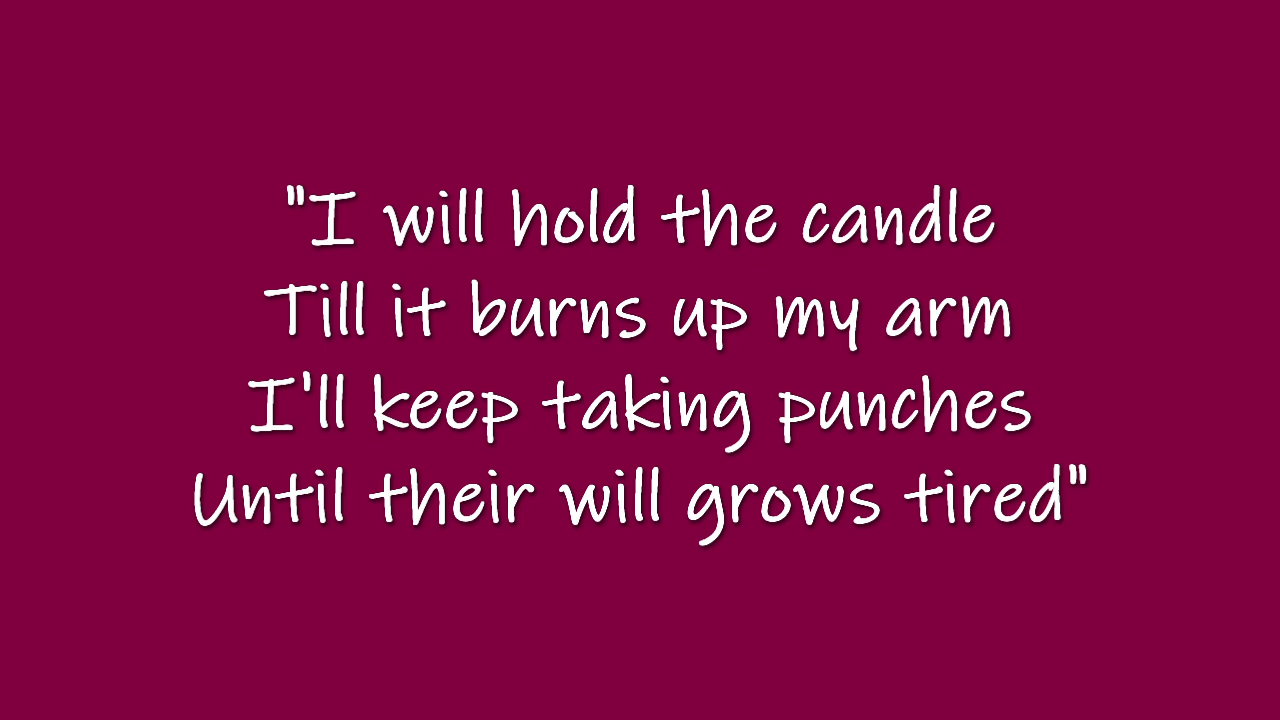 "I will hold the candle
Till it burns up my arm
I'll keep taking punches
Until their will grows tired"